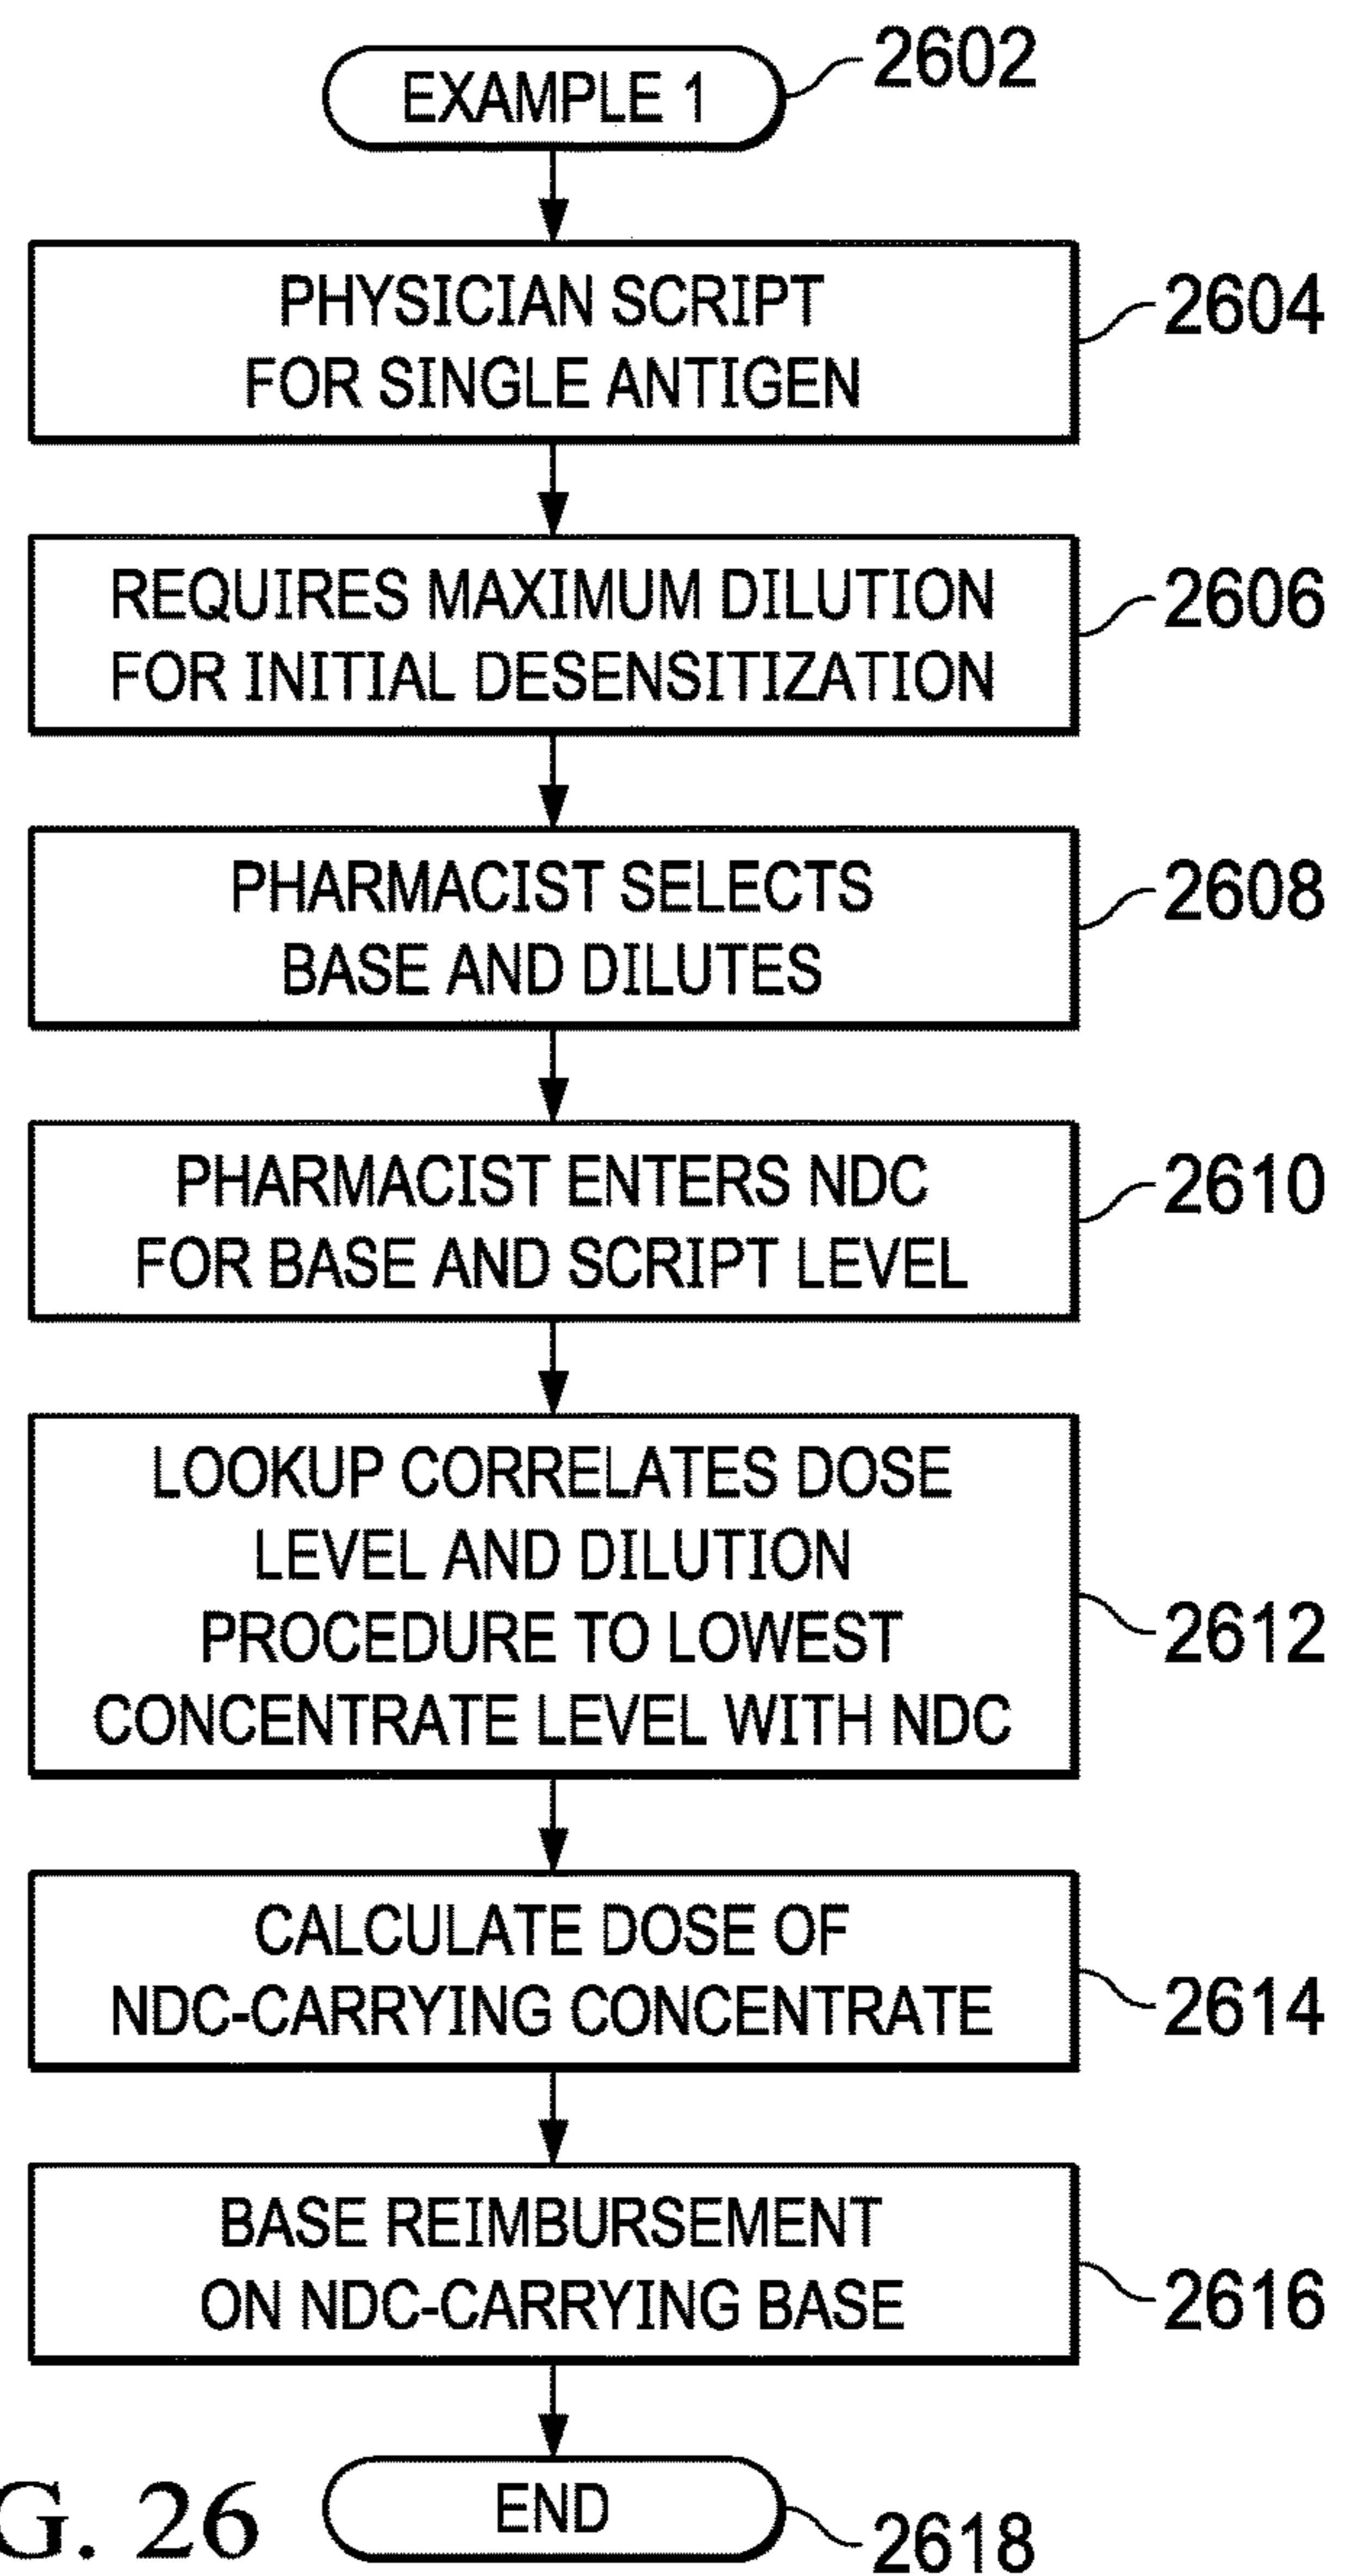 EXAMPLE 1
2602
PHYSICIAN SCRIPT
FOR SINGLE ANTIGEN
2604
REQUIRES MAXIMUM DILUTION
FOR INITIAL DESENSITIZATION
2606
PHARMACIST SELECTS
BASE AND DILUTES
2608
PHARMACIST ENTERS NDC
FOR BASE AND SCRIPT LEVEL
2610
LOOKUP CORRELATES DOSE
LEVEL AND DILUTION
PROCEDURE TO LOWEST
CONCENTRATE LEVEL WITH NDC
2612
CALCULATE DOSE OF
NDC-CARRYING CONCENTRATE
2614
BASE REIMBURSEMENT
ON NDC-CARRYING BASE
2616
END
2618
G. 26